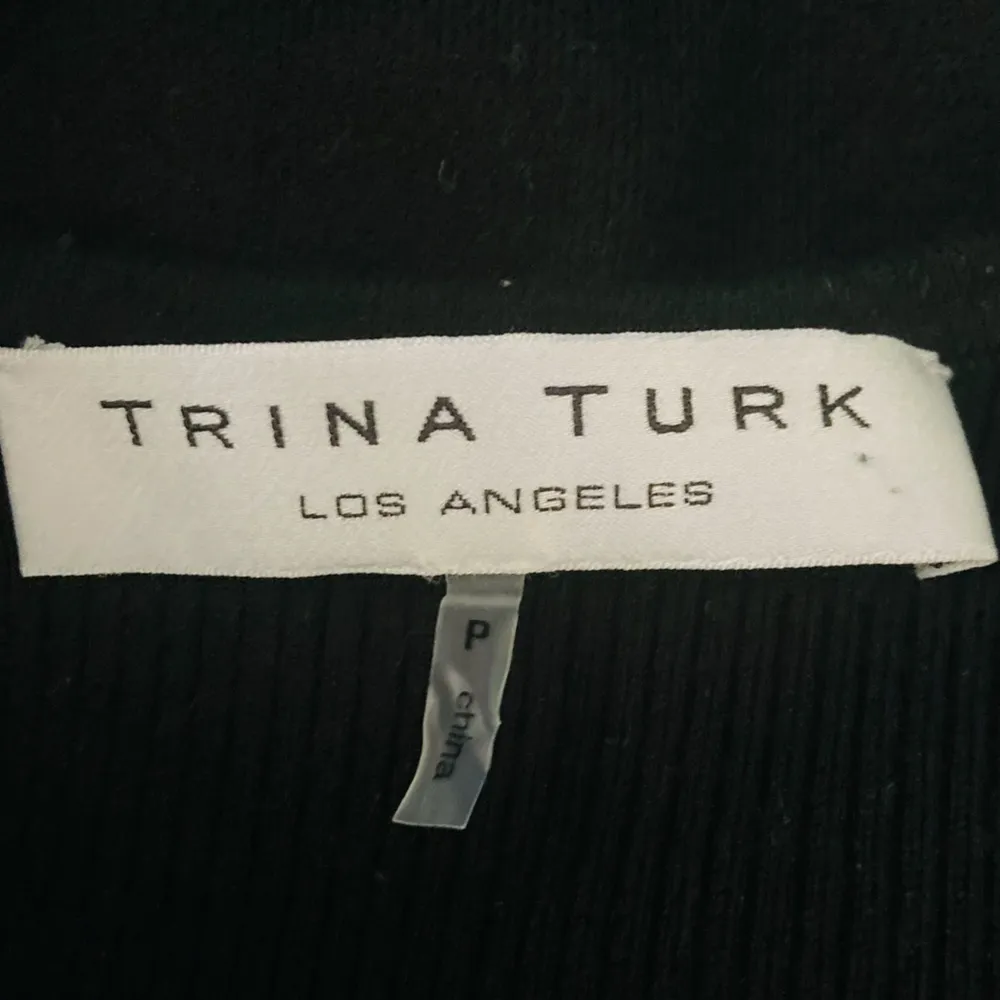 TRINA TURK
LOS ANGELES
P
china